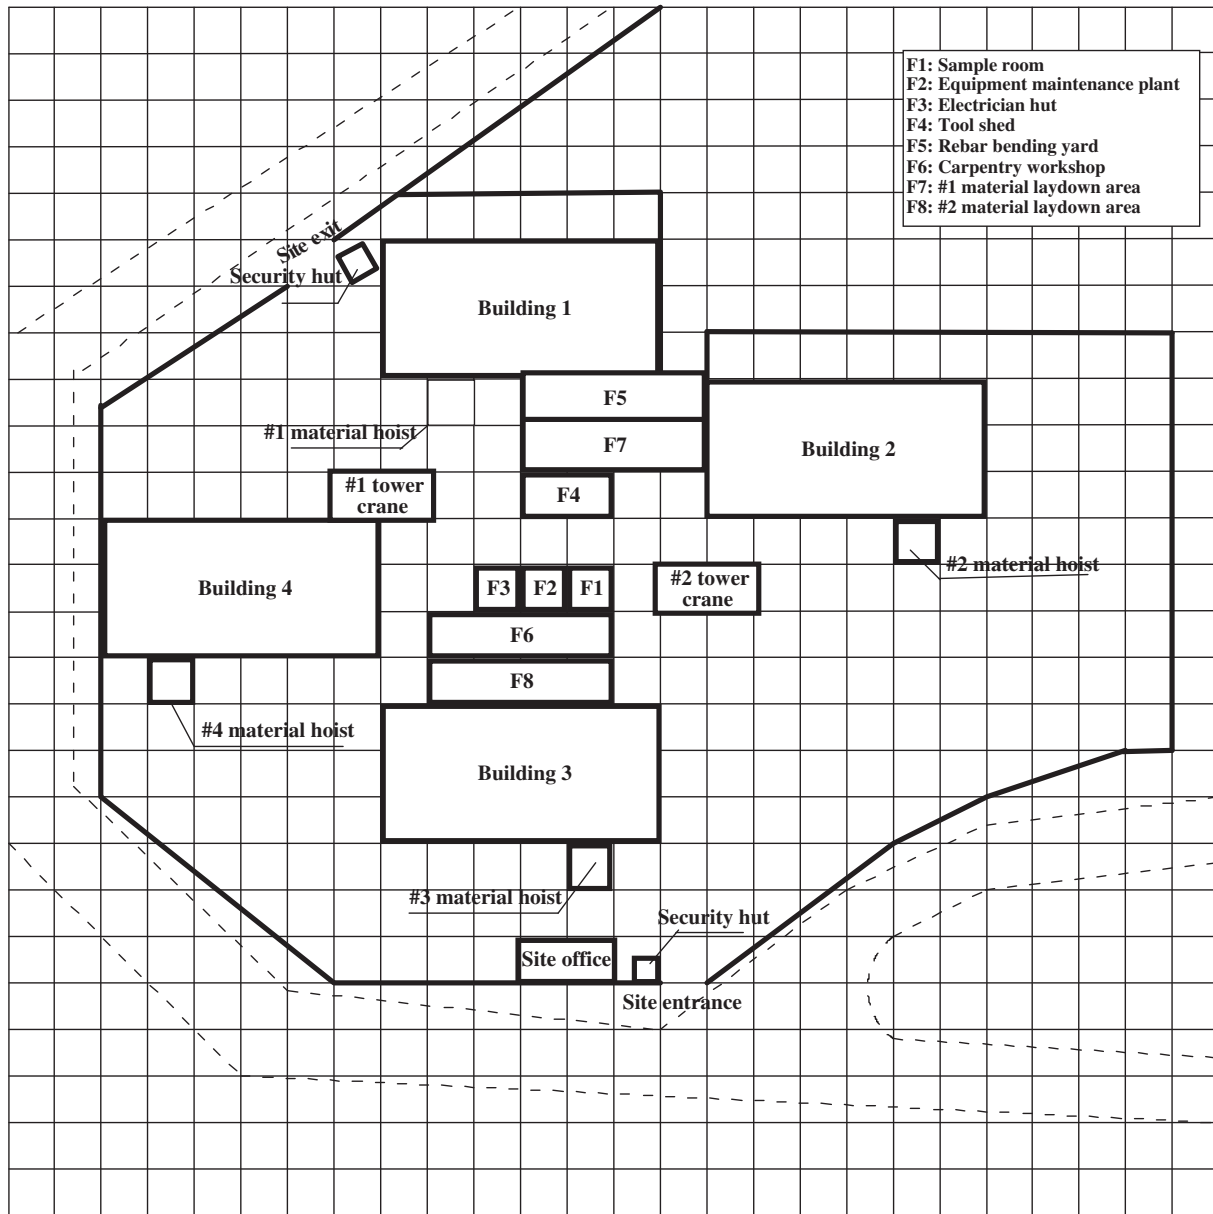 F1: Sample room
F2: Equipment maintenance plant
F3: Electrician hut
F4: Tool shed
F5: Rebar bending yard
F6: Carpentry workshop
F7: #1 material laydown area
F8: #2 material laydown area
Site exit
Security hut
Building 1
F5
#1 material hoist
F7
Building 2
#1 tower
crane
F4
Building 4
F3
F2
F1
#2 tower
crane
#2 material hoist
F6
F8
#4 material hoist
Building 3
#3 material hoist
Security hut
Site office
Site entrance